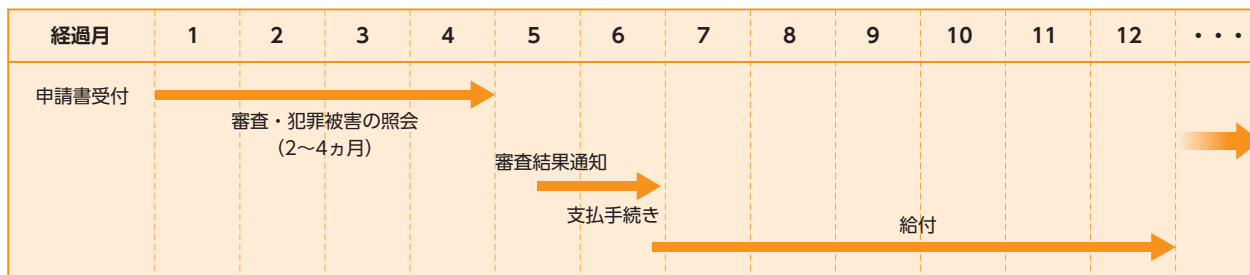 経過月 1 2 3 4 5 6 7 8 9 10 11 12 ・・・
申請書受付
審査・犯罪被害の照会
（2〜4ヵ月）
審査結果通知
支払手続き
給付